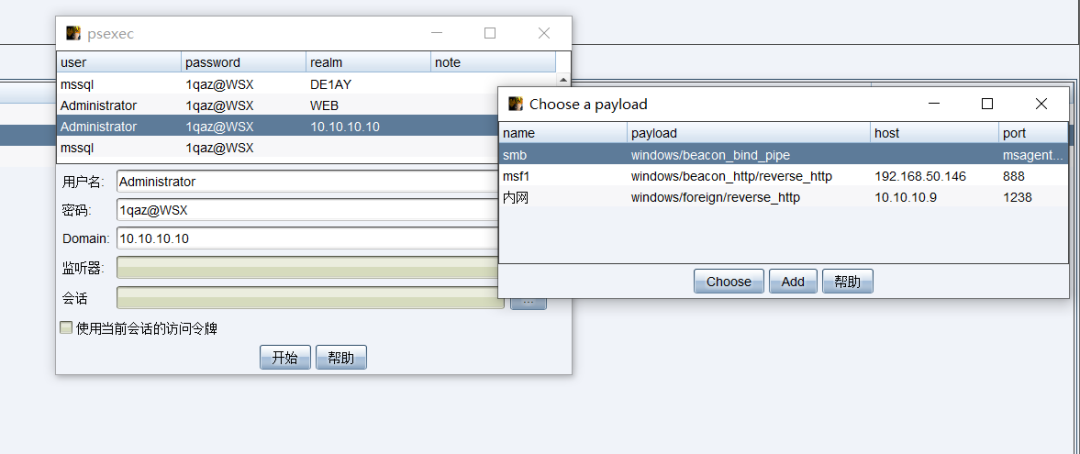 psexec
user password realm note
mssql 1qaz@WSX DE1AY
Administrator 1qaz@WSX WEB
Administrator 1qaz@WSX 10.10.10.10
mssql 1qaz@WSX
用户名: Administrator
密码: 1qaz@WSX
Domain: 10.10.10.10
监听器:
会话
...
使用当前会话的访问令牌
开始 帮助
Choose a payload
name payload host port
smb windows/beacon_bind_pipe msagent...
msf1 windows/beacon_http/reverse_http 192.168.50.146 888
内网 windows/foreign/reverse_http 10.10.10.9 1238
Choose Add 帮助